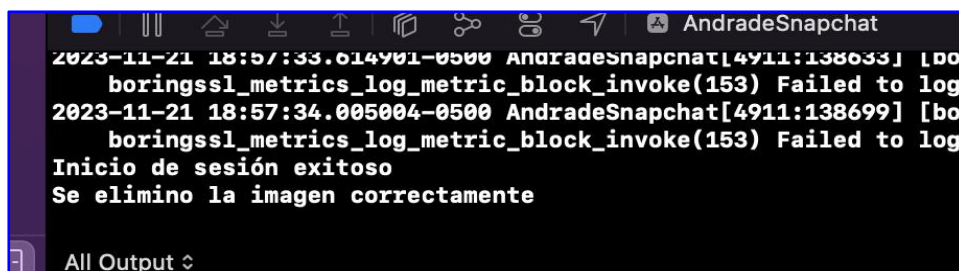 AndradeSnapchat
2023-11-21 18:57:33.614901-0500 AndradeSnapchat[4911:138633] [bo
boringssl_metrics_log_metric_block_invoke(153) Failed to log
2023-11-21 18:57:34.005004-0500 AndradeSnapchat[4911:138699] [bo
boringssl_metrics_log_metric_block_invoke(153) Failed to log
Inicio de sesión exitoso
Se elimino la imagen correctamente
All Output